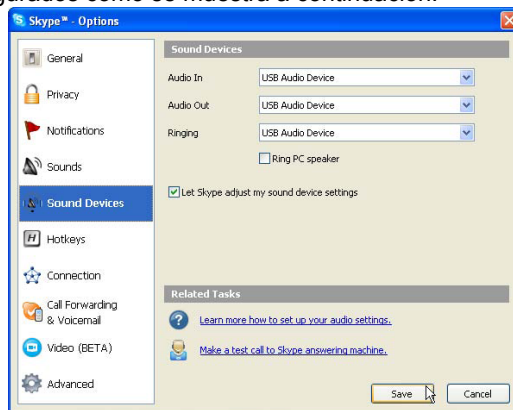 Skype™ - Options
General
Privacy
Notifications
Sounds
Sound Devices
Hotkeys
Connection
Call Forwarding
& Voicemail
Video (BETA)
Advanced
Sound Devices
Audio In USB Audio Device
Audio Out USB Audio Device
Ringing USB Audio Device
Ring PC speaker
Let Skype adjust my sound device settings
Related Tasks
Learn more how to set up your audio settings.
Make a test call to Skype answering machine.
Save Cancel